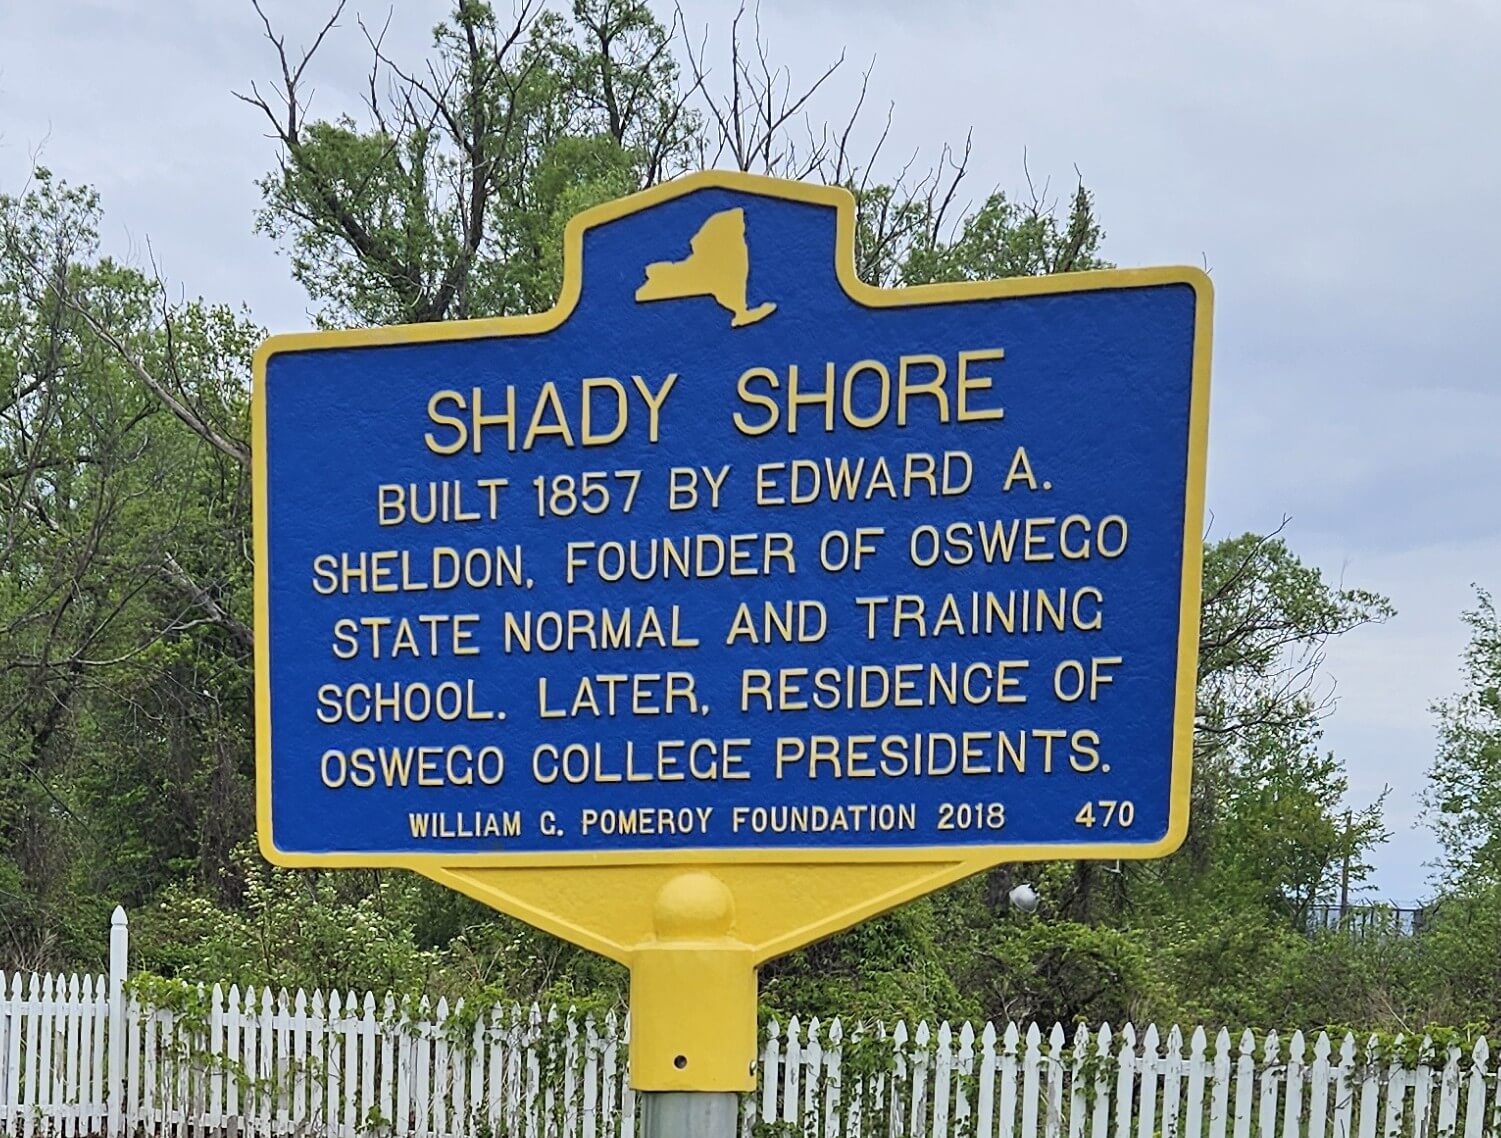 SHADY SHORE
BUILT 1857 BY EDWARD A.
SHELDON, FOUNDER OF OSWEGO
STATE NORMAL AND TRAINING
SCHOOL. LATER, RESIDENCE OF
OSWEGO COLLEGE PRESIDENTS.
WILLIAM G. POMEROY FOUNDATION 2018 470